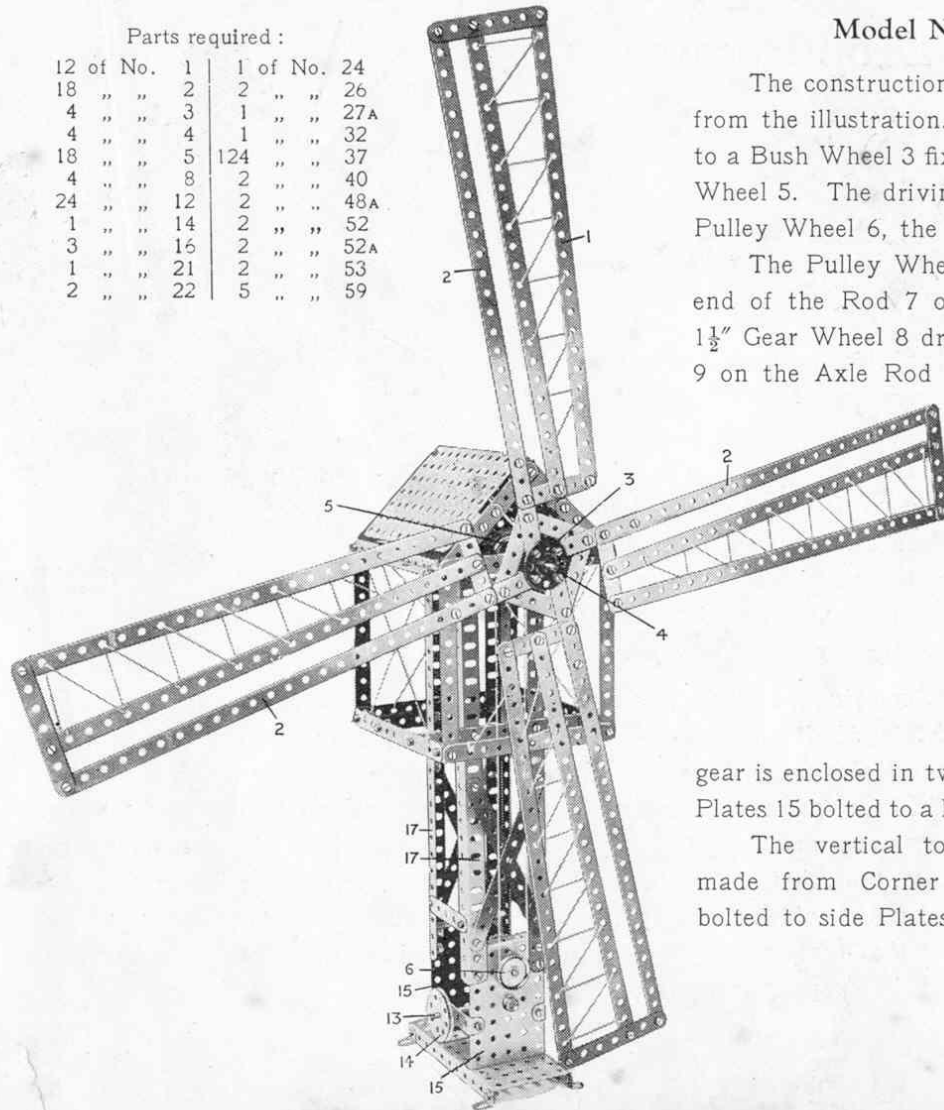 Parts required :
12 of No. 1 | 1 of No. 24
18 ,, ,, 2 | 2 ,, ,, 26
4 ,, ,, 3 | 1 ,, ,, 27A
4 ,, ,, 4 | 1 ,, ,, 32
18 ,, ,, 5 | 124 ,, ,, 37
4 ,, ,, 8 | 2 ,, ,, 40
24 ,, ,, 12 | 2 ,, ,, 48A
1 ,, ,, 14 | 2 ,, ,, 52
3 ,, ,, 16 | 2 ,, ,, 52A
1 ,, ,, 21 | 2 ,, ,, 53
2 ,, ,, 22 | 5 ,, ,, 59
Model N
The construction
from the illustration.
to a Bush Wheel 3 fix
Wheel 5. The drivin
Pulley Wheel 6, the
The Pulley Whe
end of the Rod 7 o
1½″ Gear Wheel 8 dr
9 on the Axle Rod
1
2
2
3
5
4
2
gear is enclosed in tw
Plates 15 bolted to a
The vertical to
made from Corner
bolted to side Plates
17
17
6
15
13
14
15